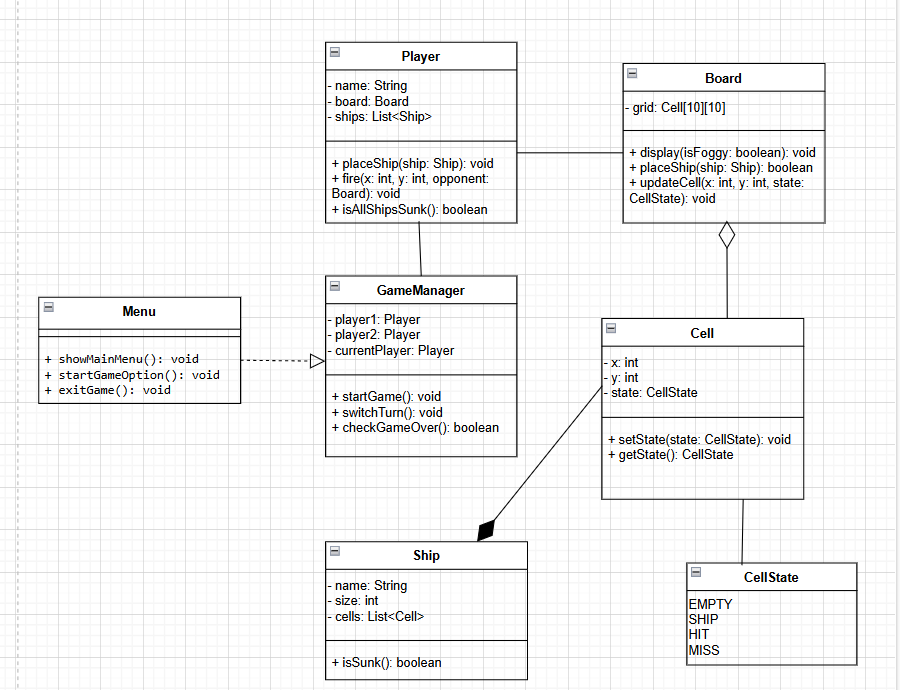 Player
- name: String
- board: Board
- ships: List<Ship>
+ placeShip(ship: Ship): void
+ fire(x: int, y: int, opponent:
Board): void
+ isAllShipsSunk(): boolean
Board
- grid: Cell[10][10]
+ display(isFoggy: boolean): void
+ placeShip(ship: Ship): boolean
+ updateCell(x: int, y: int, state:
CellState): void
Menu
+ showMainMenu(): void
+ startGameOption(): void
+ exitGame(): void
GameManager
- player1: Player
- player2: Player
- currentPlayer: Player
+ startGame(): void
+ switchTurn(): void
+ checkGameOver(): boolean
Cell
- x: int
- y: int
- state: CellState
+ setState(state: CellState): void
+ getState(): CellState
Ship
- name: String
- size: int
- cells: List<Cell>
+ isSunk(): boolean
CellState
EMPTY
SHIP
HIT
MISS